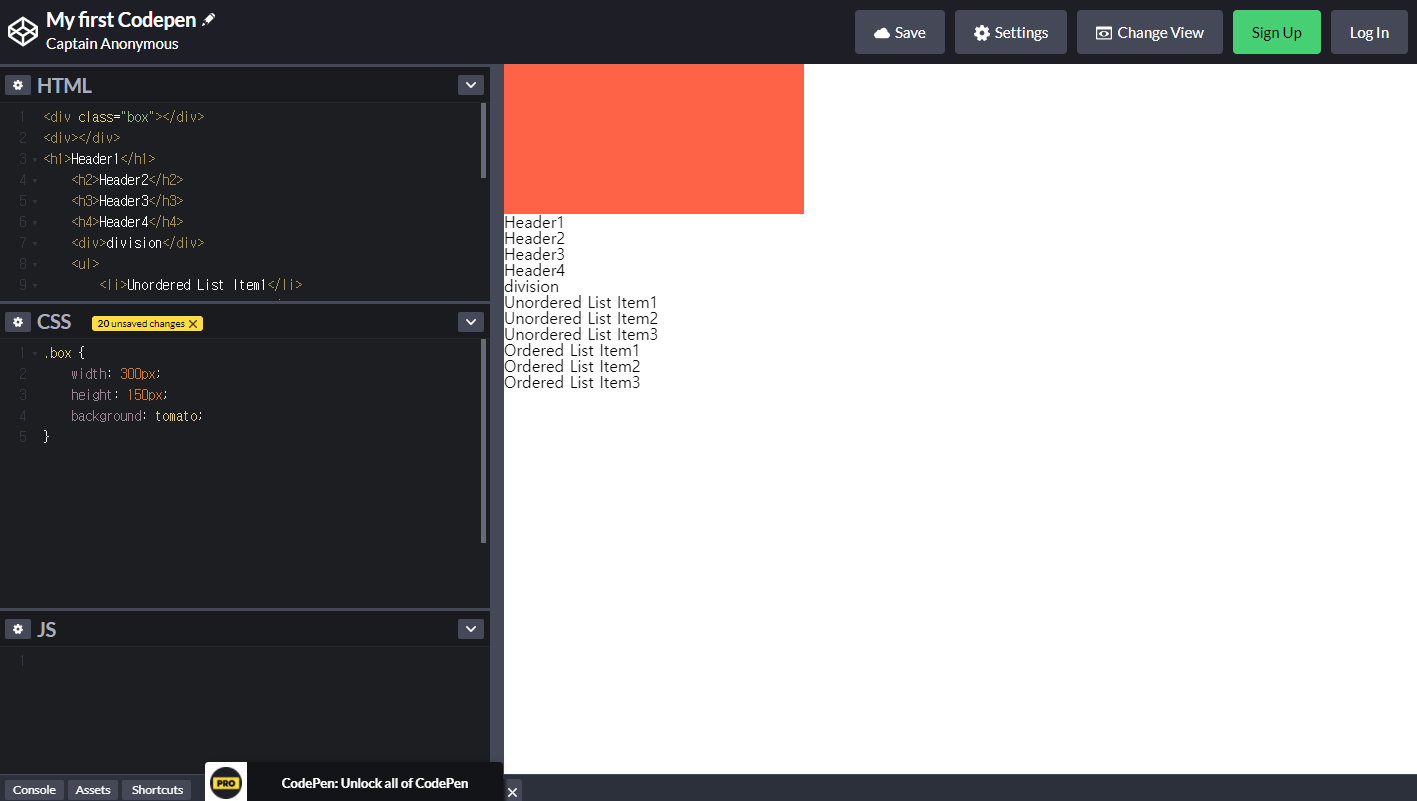 My first Codepen
Captain Anonymous
Save
Settings
Change View
Sign Up
Log In
HTML
1 <div class="box"></div>
2 <div></div>
3 <h1>Header1</h1>
4 <h2>Header2</h2>
5 <h3>Header3</h3>
6 <h4>Header4</h4>
7 <div>division</div>
8 <ul>
9 <li>Unordered List Item1</li>
CSS
20 unsaved changes X
1 .box {
2 width: 300px;
3 height: 150px;
4 background: tomato;
5 }
JS
1
Header1
Header2
Header3
Header4
division
Unordered List Item1
Unordered List Item2
Unordered List Item3
Ordered List Item1
Ordered List Item2
Ordered List Item3
Console
Assets
Shortcuts
PRO
CodePen: Unlock all of CodePen